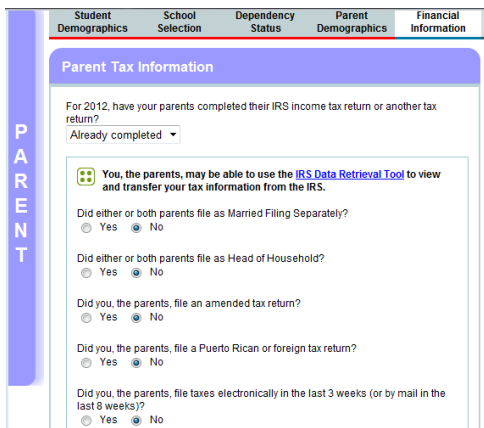 Student Demographics
School Selection
Dependency Status
Parent Demographics
Financial Information
PARENT
Parent Tax Information
For 2012, have your parents completed their IRS income tax return or another tax
return?
Already completed
You, the parents, may be able to use the IRS Data Retrieval Tool to view
and transfer your tax information from the IRS.
Did either or both parents file as Married Filing Separately?
Yes No
Did either or both parents file as Head of Household?
Yes No
Did you, the parents, file an amended tax return?
Yes No
Did you, the parents, file a Puerto Rican or foreign tax return?
Yes No
Did you, the parents, file taxes electronically in the last 3 weeks (or by mail in the
last 8 weeks)?
Yes No